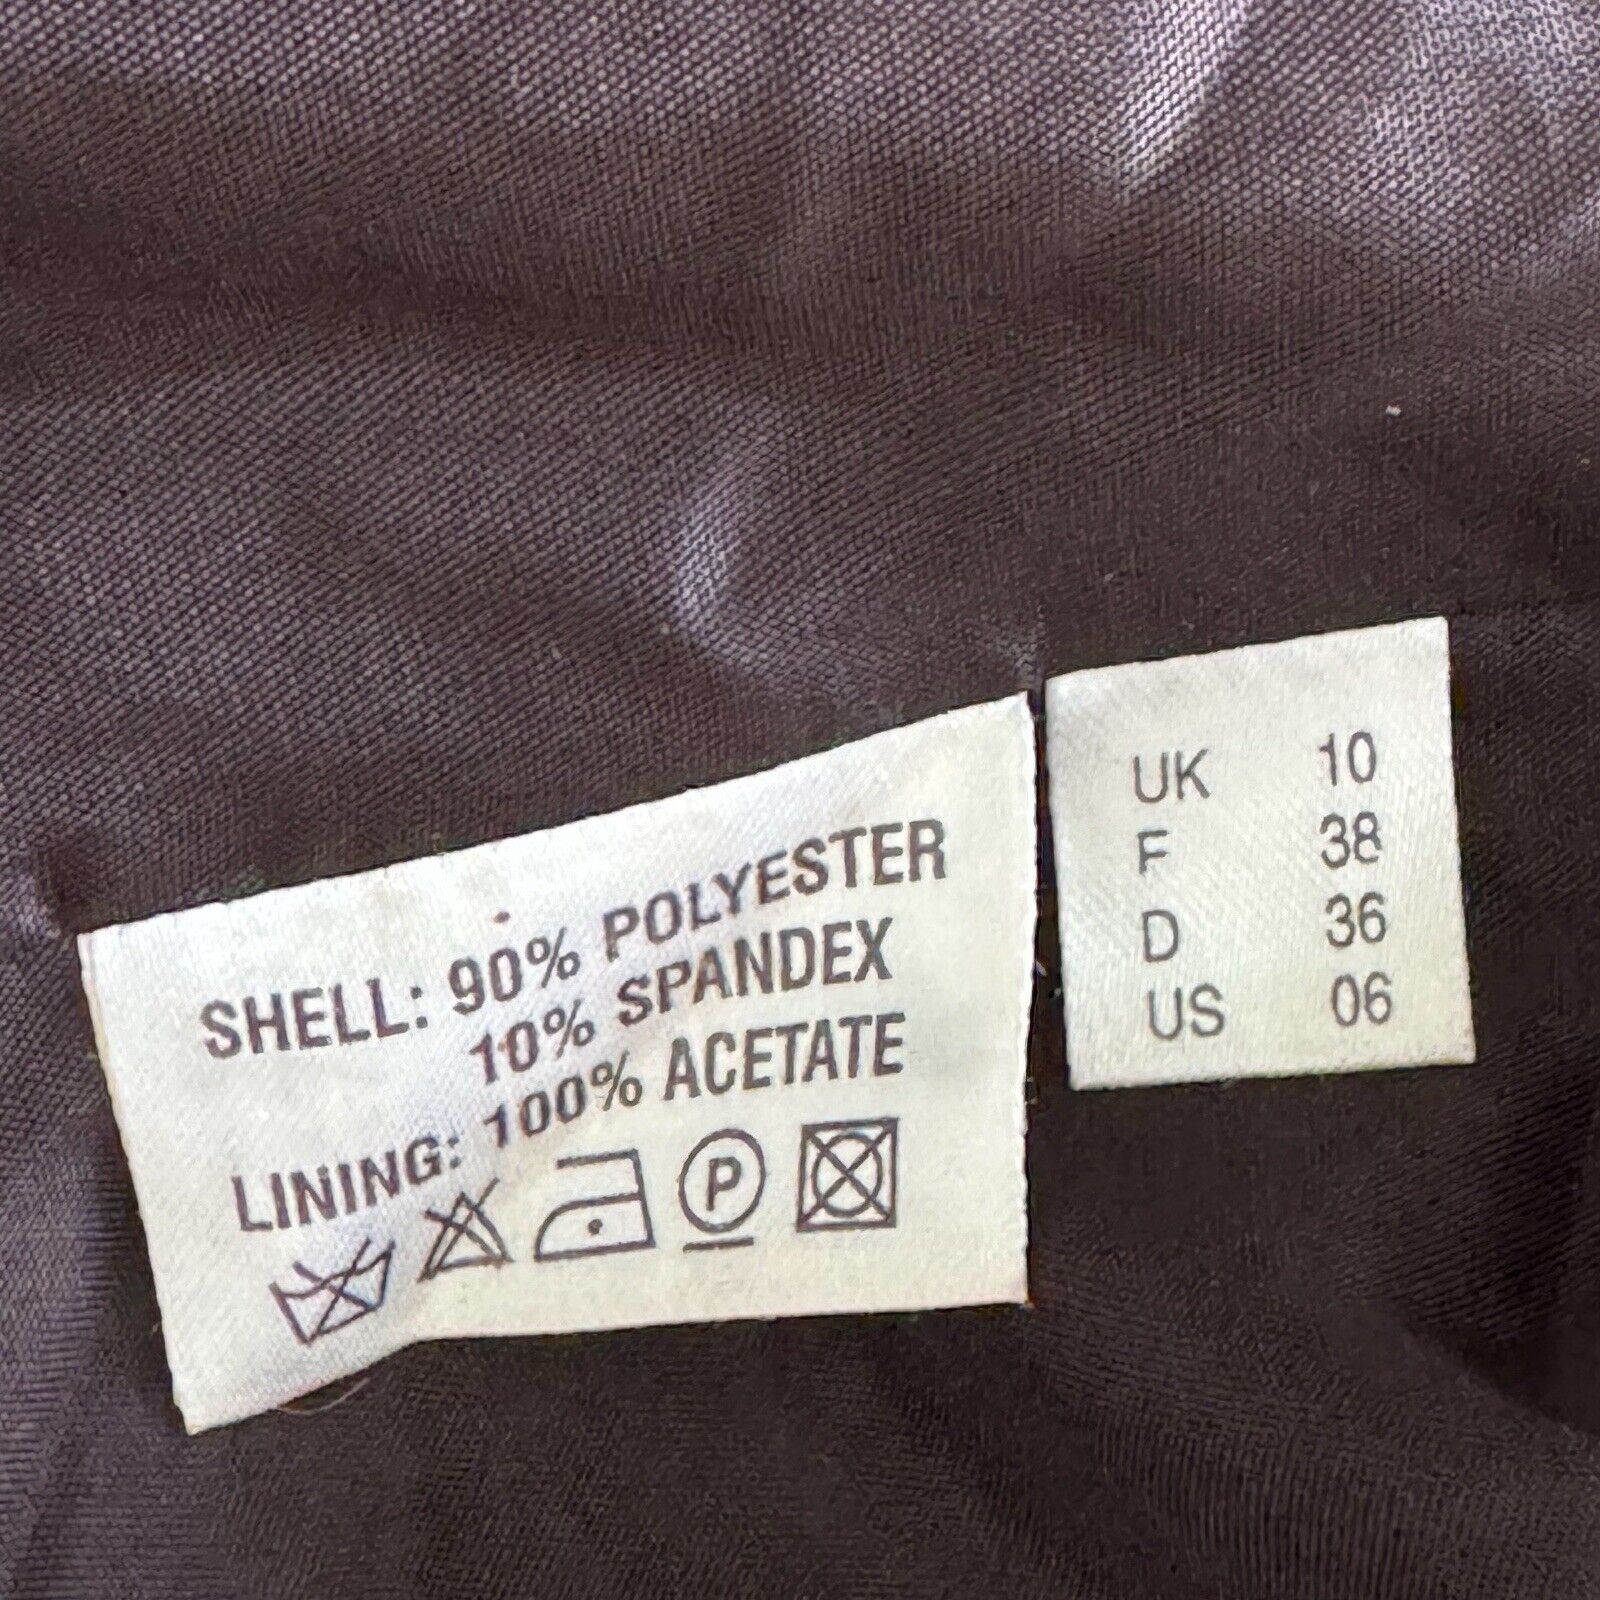 SHELL: 90% POLYESTER
10% SPANDEX
LINING: 100% ACETATE
P
UK 10
F 38
D 36
US 06